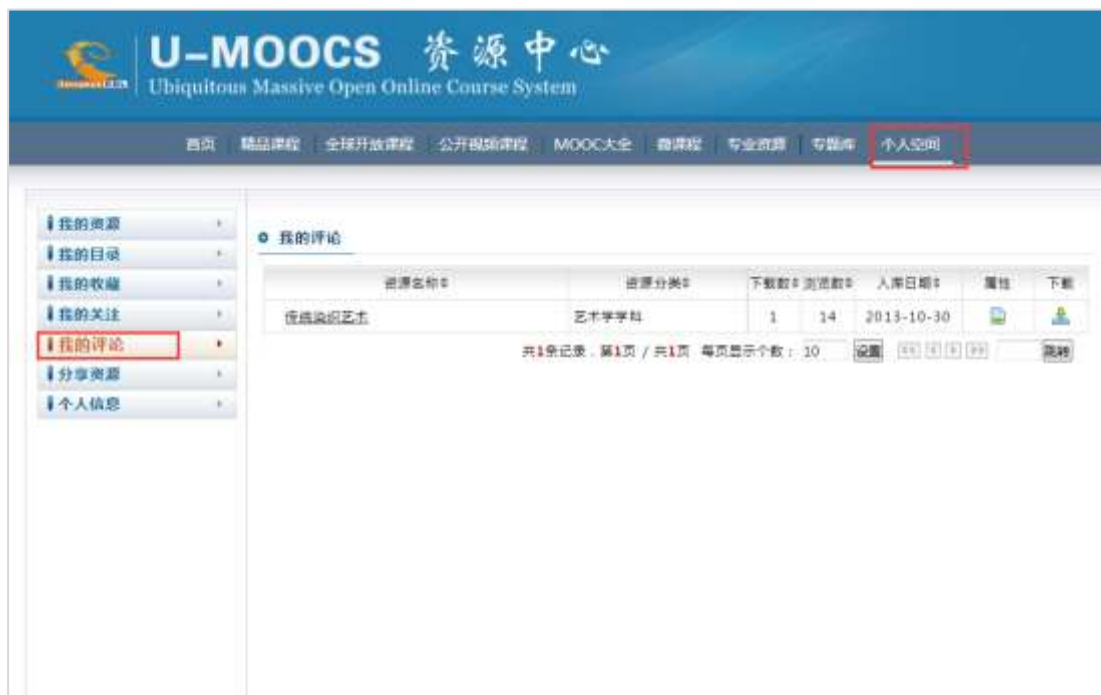 U-MOOCS 资源中心
Ubiquitous Massive Open Online Course System
首页 精品课程 全球开放课程 公开视频课程 MOOC大全 微课程 专业资源 专题库 个人空间
我的资源
我的目录
我的收藏
我的关注
我的评论
分享资源
个人信息
我的评论
资源名称 资源分类 下载数 浏览数 入库日期 属性 下载
传统染织艺术 艺术学学科 1 14 2013-10-30
共1条记录，第1页 / 共1页 每页显示个数： 10 设置 跳转